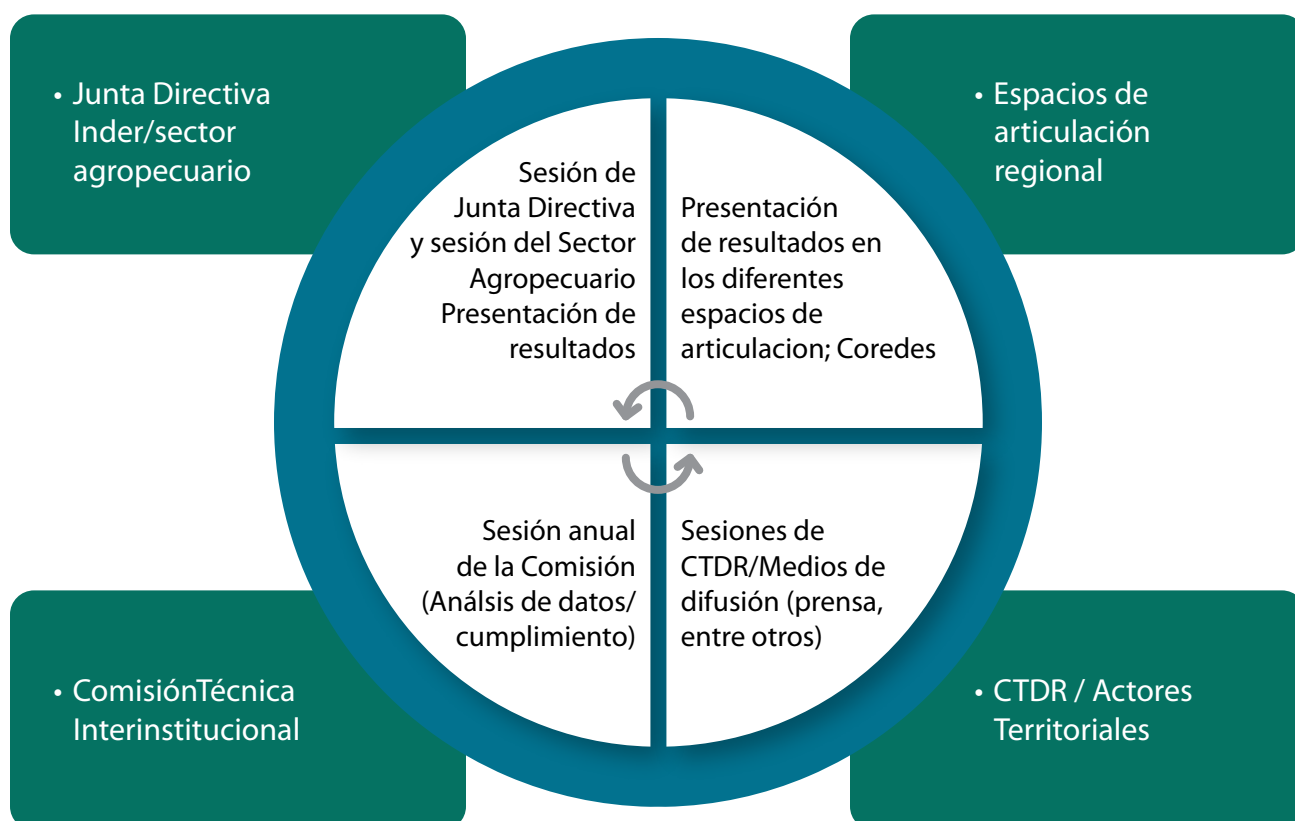 • Junta Directiva
Inder/sector
agropecuario
• Espacios de
articulación
regional
Sesión de
Junta Directiva
y sesión del Sector
Agropecuario
Presentación de
resultados
Presentación
de resultados en
los diferentes
espacios de
articulacion; Coredes
Sesión anual
de la Comisión
(Análsis de datos/
cumplimiento)
Sesiones de
CTDR/Medios de
difusión (prensa,
entre otros)
• ComisiónTécnica
Interinstitucional
• CTDR / Actores
Territoriales